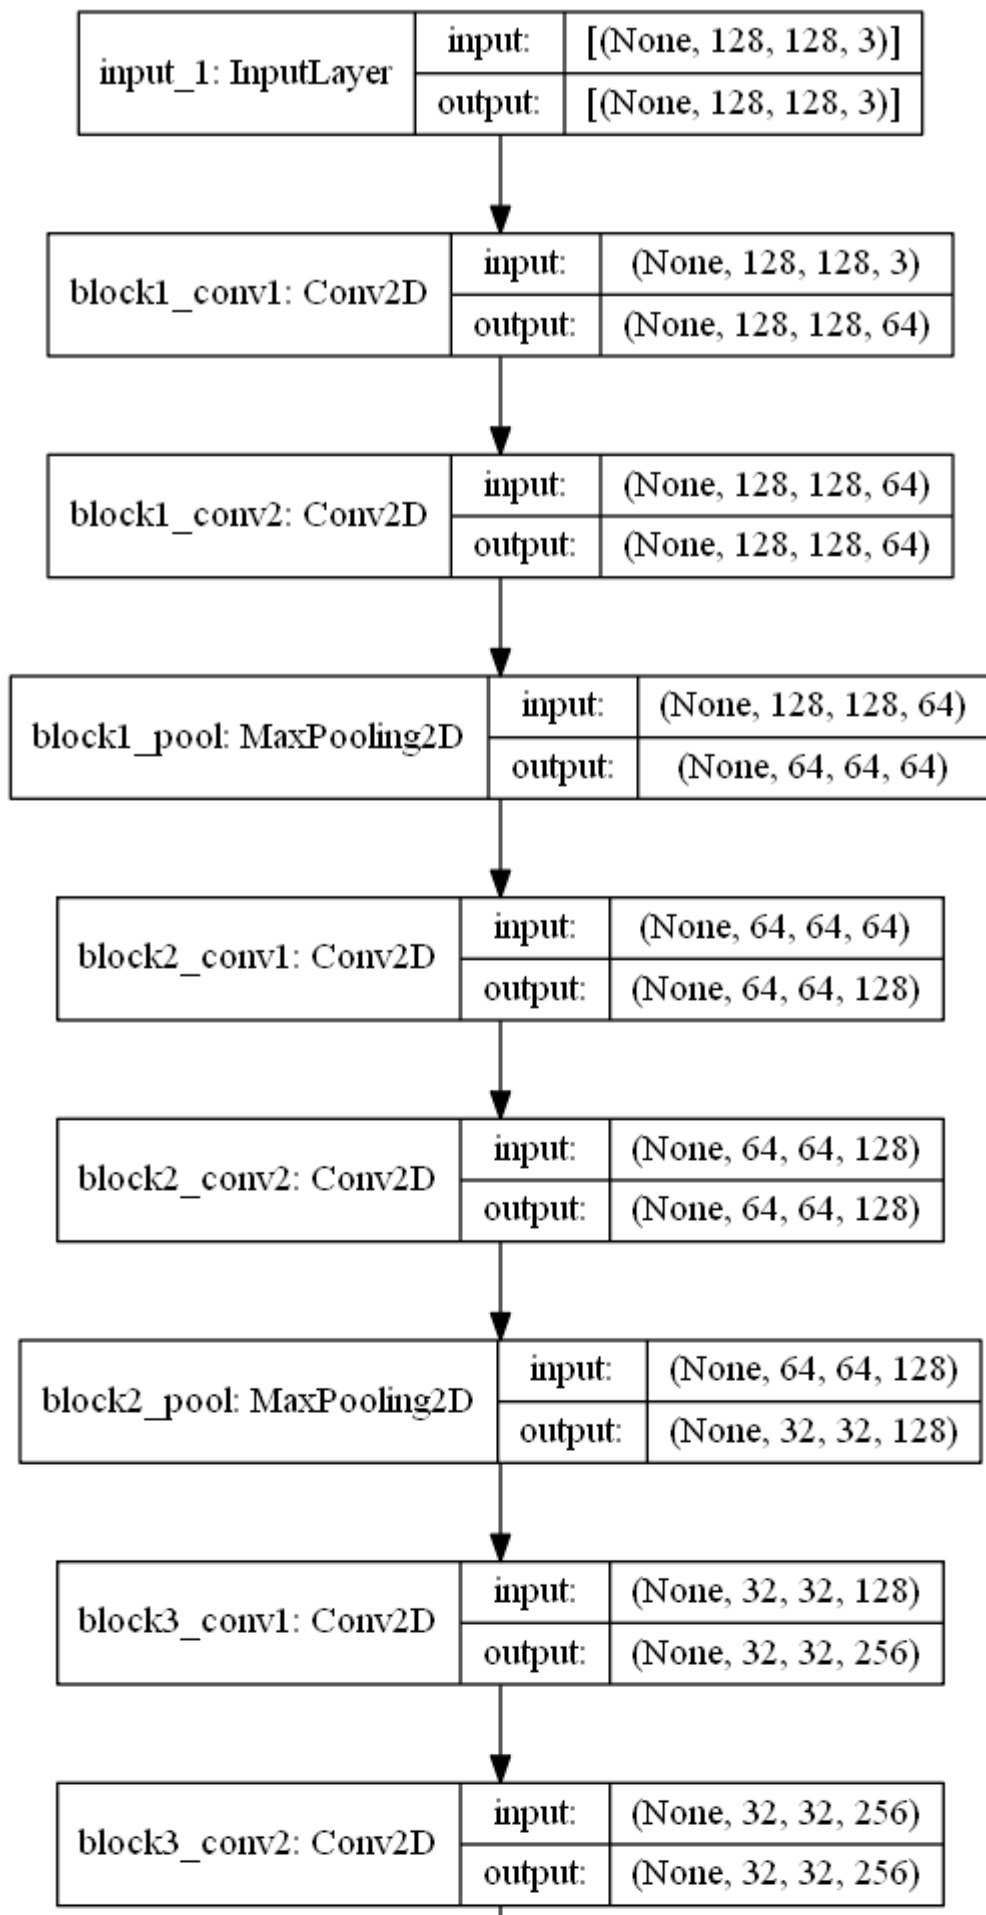 input: [(None, 128, 128, 3)]
input_1: InputLayer
output: [(None, 128, 128, 3)]
input: (None, 128, 128, 3)
block1_conv1: Conv2D
output: (None, 128, 128, 64)
input: (None, 128, 128, 64)
block1_conv2: Conv2D
output: (None, 128, 128, 64)
input: (None, 128, 128, 64)
block1_pool: MaxPooling2D
output: (None, 64, 64, 64)
input: (None, 64, 64, 64)
block2_conv1: Conv2D
output: (None, 64, 64, 128)
input: (None, 64, 64, 128)
block2_conv2: Conv2D
output: (None, 64, 64, 128)
input: (None, 64, 64, 128)
block2_pool: MaxPooling2D
output: (None, 32, 32, 128)
input: (None, 32, 32, 128)
block3_conv1: Conv2D
output: (None, 32, 32, 256)
input: (None, 32, 32, 256)
block3_conv2: Conv2D
output: (None, 32, 32, 256)